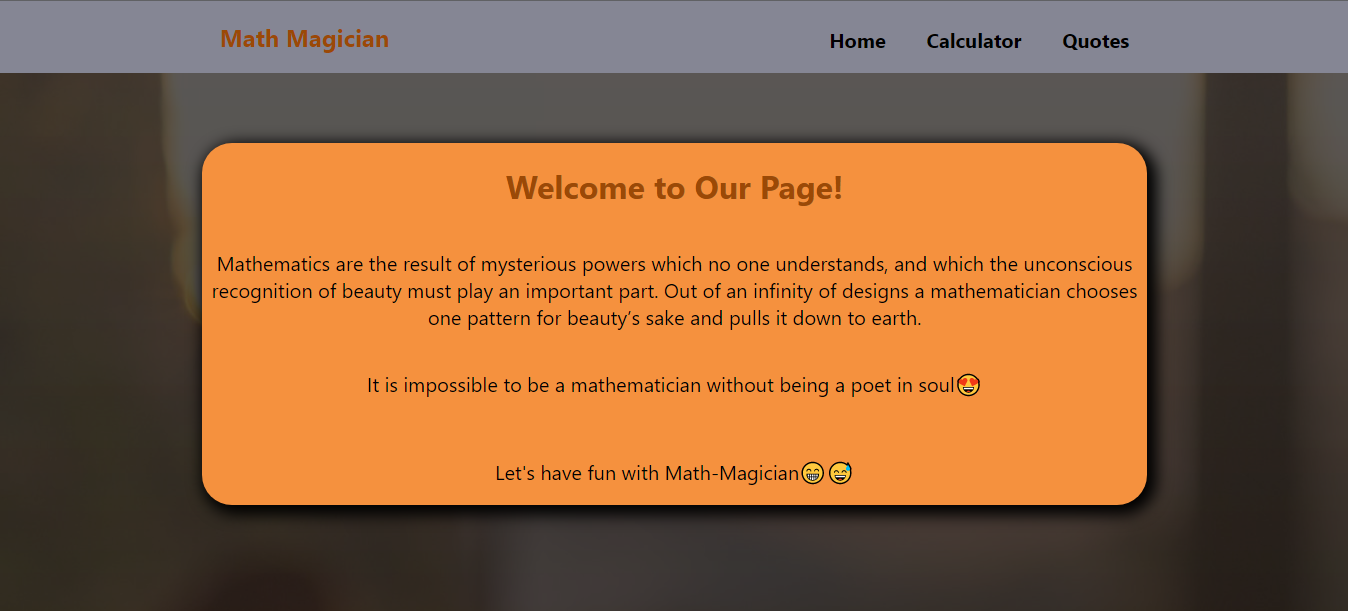 Math Magician
Home Calculator Quotes
Welcome to Our Page!
Mathematics are the result of mysterious powers which no one understands, and which the unconscious
recognition of beauty must play an important part. Out of an infinity of designs a mathematician chooses
one pattern for beauty’s sake and pulls it down to earth.
It is impossible to be a mathematician without being a poet in soul😍
Let's have fun with Math-Magician😁😅